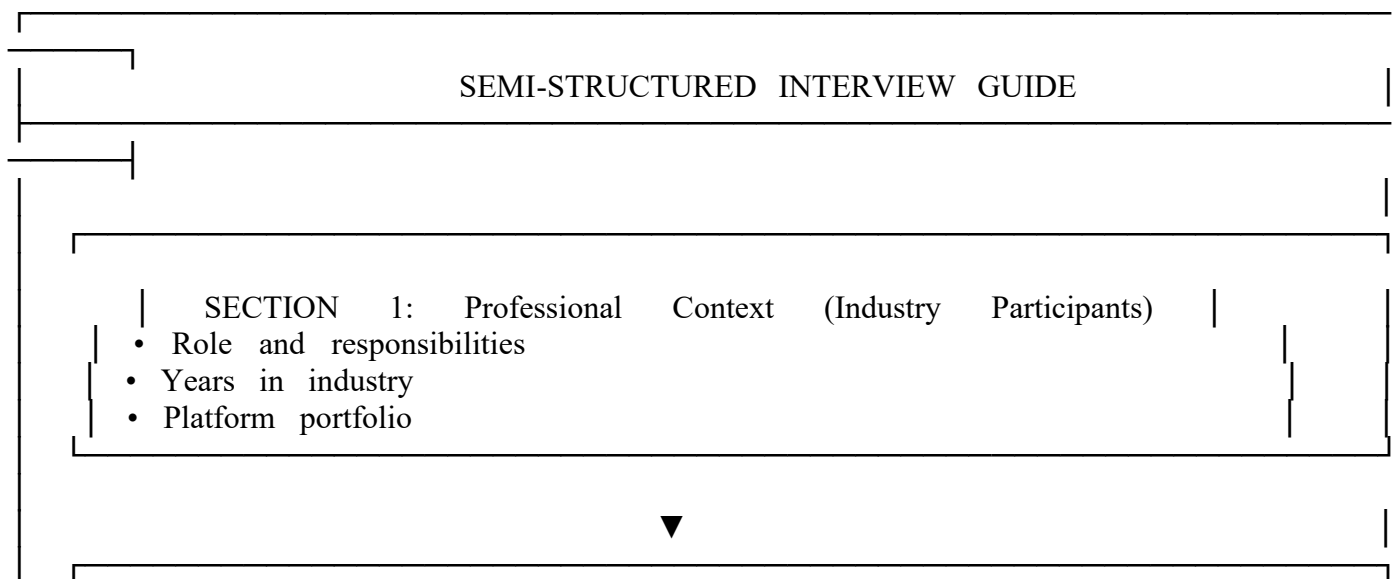 SEMI-STRUCTURED INTERVIEW GUIDE
SECTION 1: Professional Context (Industry Participants)
• Role and responsibilities
• Years in industry
• Platform portfolio
▼